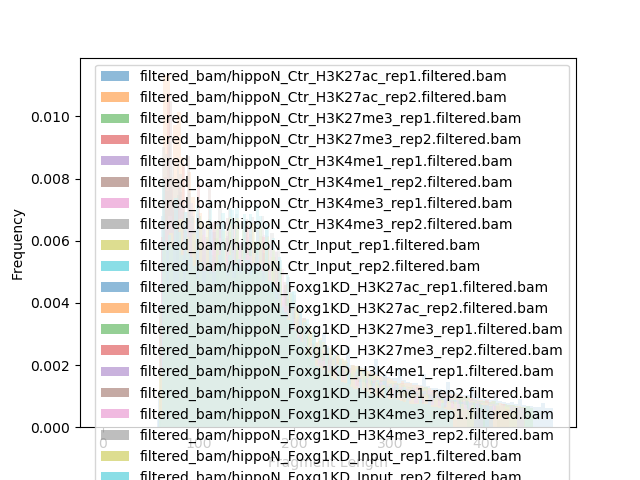 filtered_bam/hippoN_Ctr_H3K27ac_rep1.filtered.bam
filtered_bam/hippoN_Ctr_H3K27ac_rep2.filtered.bam
filtered_bam/hippoN_Ctr_H3K27me3_rep1.filtered.bam
filtered_bam/hippoN_Ctr_H3K27me3_rep2.filtered.bam
filtered_bam/hippoN_Ctr_H3K4me1_rep1.filtered.bam
filtered_bam/hippoN_Ctr_H3K4me1_rep2.filtered.bam
filtered_bam/hippoN_Ctr_H3K4me3_rep1.filtered.bam
filtered_bam/hippoN_Ctr_H3K4me3_rep2.filtered.bam
filtered_bam/hippoN_Ctr_Input_rep1.filtered.bam
filtered_bam/hippoN_Ctr_Input_rep2.filtered.bam
filtered_bam/hippoN_Foxg1KD_H3K27ac_rep1.filtered.bam
filtered_bam/hippoN_Foxg1KD_H3K27ac_rep2.filtered.bam
filtered_bam/hippoN_Foxg1KD_H3K27me3_rep1.filtered.bam
filtered_bam/hippoN_Foxg1KD_H3K27me3_rep2.filtered.bam
filtered_bam/hippoN_Foxg1KD_H3K4me1_rep1.filtered.bam
filtered_bam/hippoN_Foxg1KD_H3K4me1_rep2.filtered.bam
filtered_bam/hippoN_Foxg1KD_H3K4me3_rep1.filtered.bam
filtered_bam/hippoN_Foxg1KD_H3K4me3_rep2.filtered.bam
filtered_bam/hippoN_Foxg1KD_Input_rep1.filtered.bam
filtered_bam/hippoN_Foxg1KD_Input_rep2.filtered.bam
0.010
0.008
0.006
0.004
0.002
0.000
Frequency
0 100 200 300 400
Fragment Length